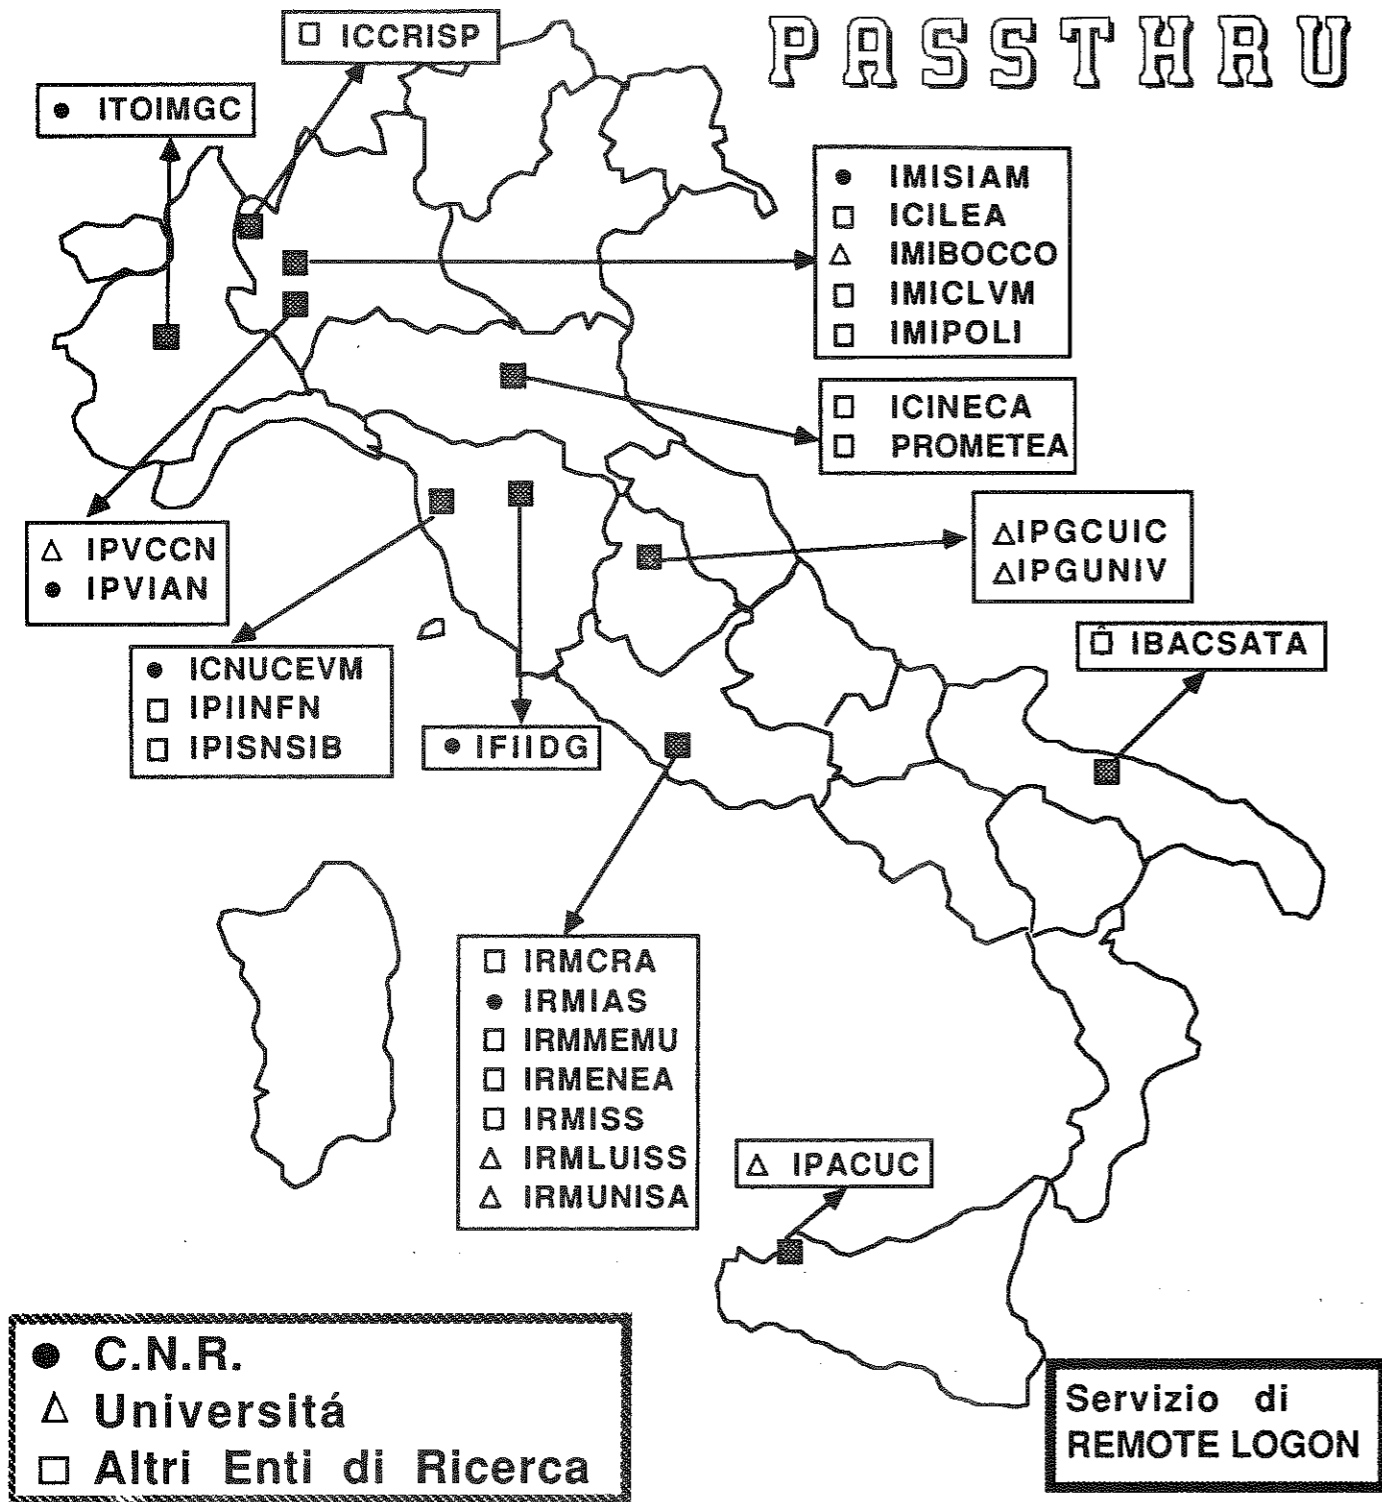 PASSTHRU
□ ICCRISP
● ITOIMGC
● IMISIAM
□ ICILEA
△ IMIBOCCO
□ IMICLVM
□ IMIPOLI
□ ICINECA
□ PROMETEA
△ IPVCCN
● IPVIAN
△IPGCUIC
△IPGUNIV
□ IBACSATA
● ICNUCEVM
□ IPIINFN
□ IPISNSIB
● IFIIDG
□ IRMCRA
● IRMIAS
□ IRMMEMU
□ IRMENEA
□ IRMISS
△ IRMLUISS
△ IRMUNISA
△ IPACUC
● C.N.R.
△ Universitá
□ Altri Enti di Ricerca
Servizio di
REMOTE LOGON